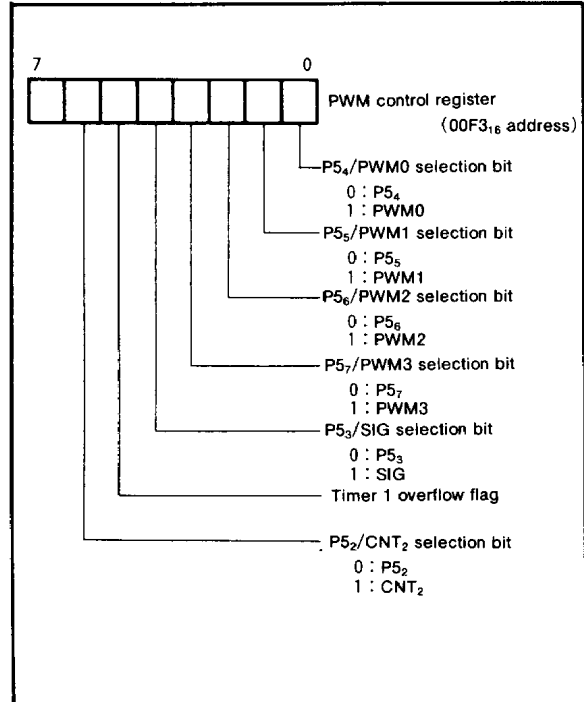 7 0
PWM control register
(00F3₁₆ address)
P5₄/PWM0 selection bit
0 : P5₄
1 : PWM0
P5₅/PWM1 selection bit
0 : P5₅
1 : PWM1
P5₆/PWM2 selection bit
0 : P5₆
1 : PWM2
P5₇/PWM3 selection bit
0 : P5₇
1 : PWM3
P5₃/SIG selection bit
0 : P5₃
1 : SIG
Timer 1 overflow flag
P5₂/CNT₂ selection bit
0 : P5₂
1 : CNT₂